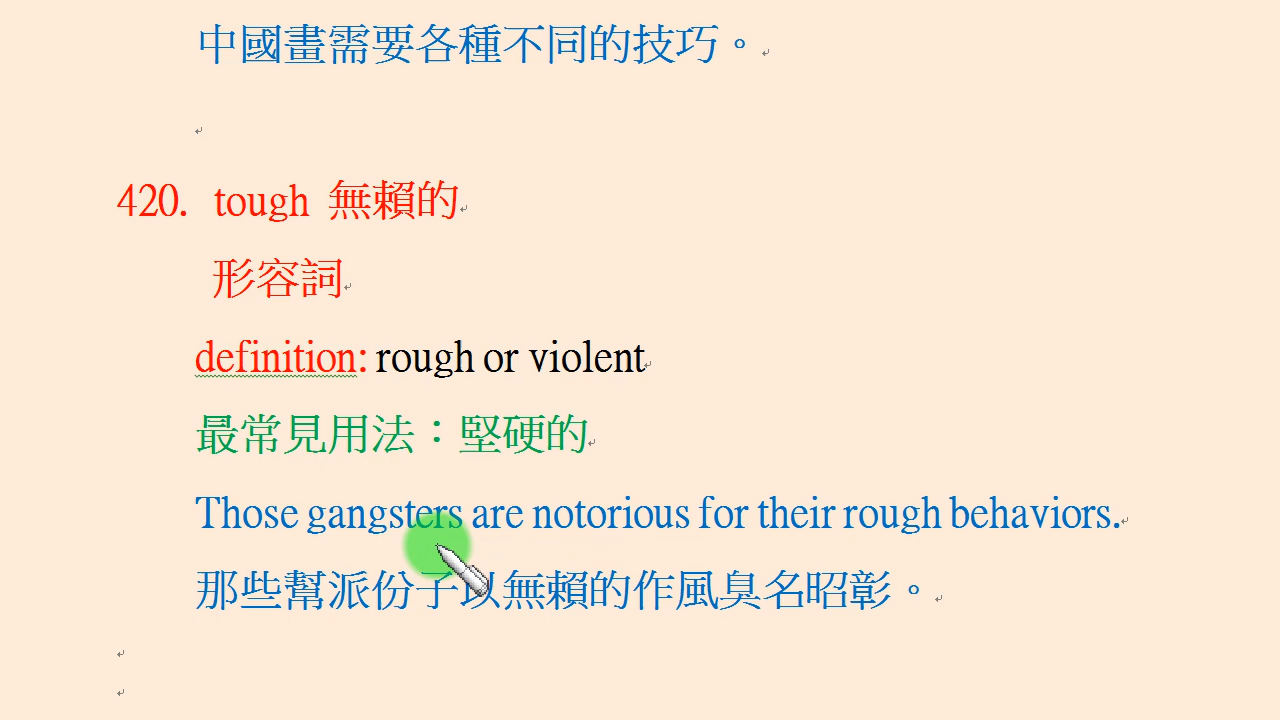 中國畫需要各種不同的技巧。
420. tough 無賴的
形容詞
definition: rough or violent
最常見用法：堅硬的
Those gangsters are notorious for their rough behaviors.
那些幫派份子以無賴的作風臭名昭彰。